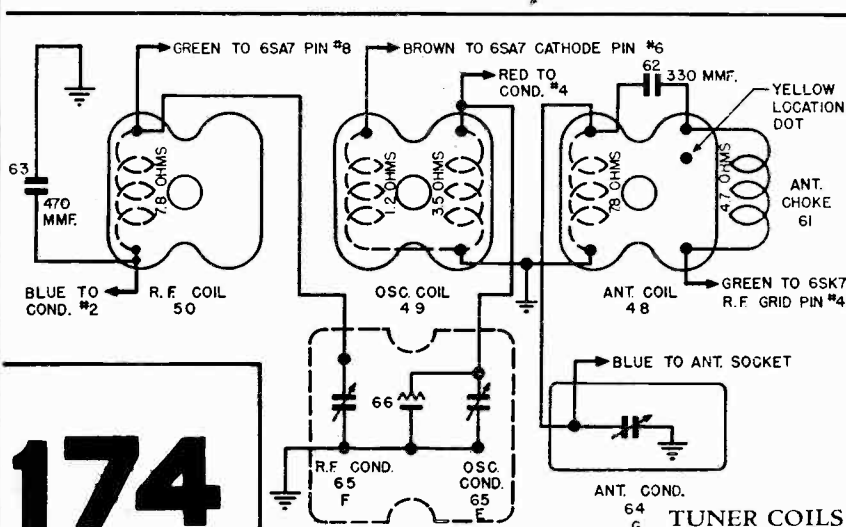 GREEN TO 6SA7 PIN #8
BROWN TO 6SA7 CATHODE PIN #6
RED TO
COND. #4
62
330 MMF.
YELLOW
LOCATION
DOT
63
470
MMF.
7.8 OHMS
1.2 OHMS
3.5 OHMS
7.8 OHMS
4.7 OHMS
ANT.
CHOKE
61
BLUE TO
COND. #2
R.F. COIL
50
OSC. COIL
49
ANT. COIL
48
GREEN TO 6SK7
R.F. GRID PIN #4
BLUE TO ANT. SOCKET
66
R.F. COND.
65
F
OSC.
COND.
65
E
ANT. COND.
64
G
174
TUNER COILS